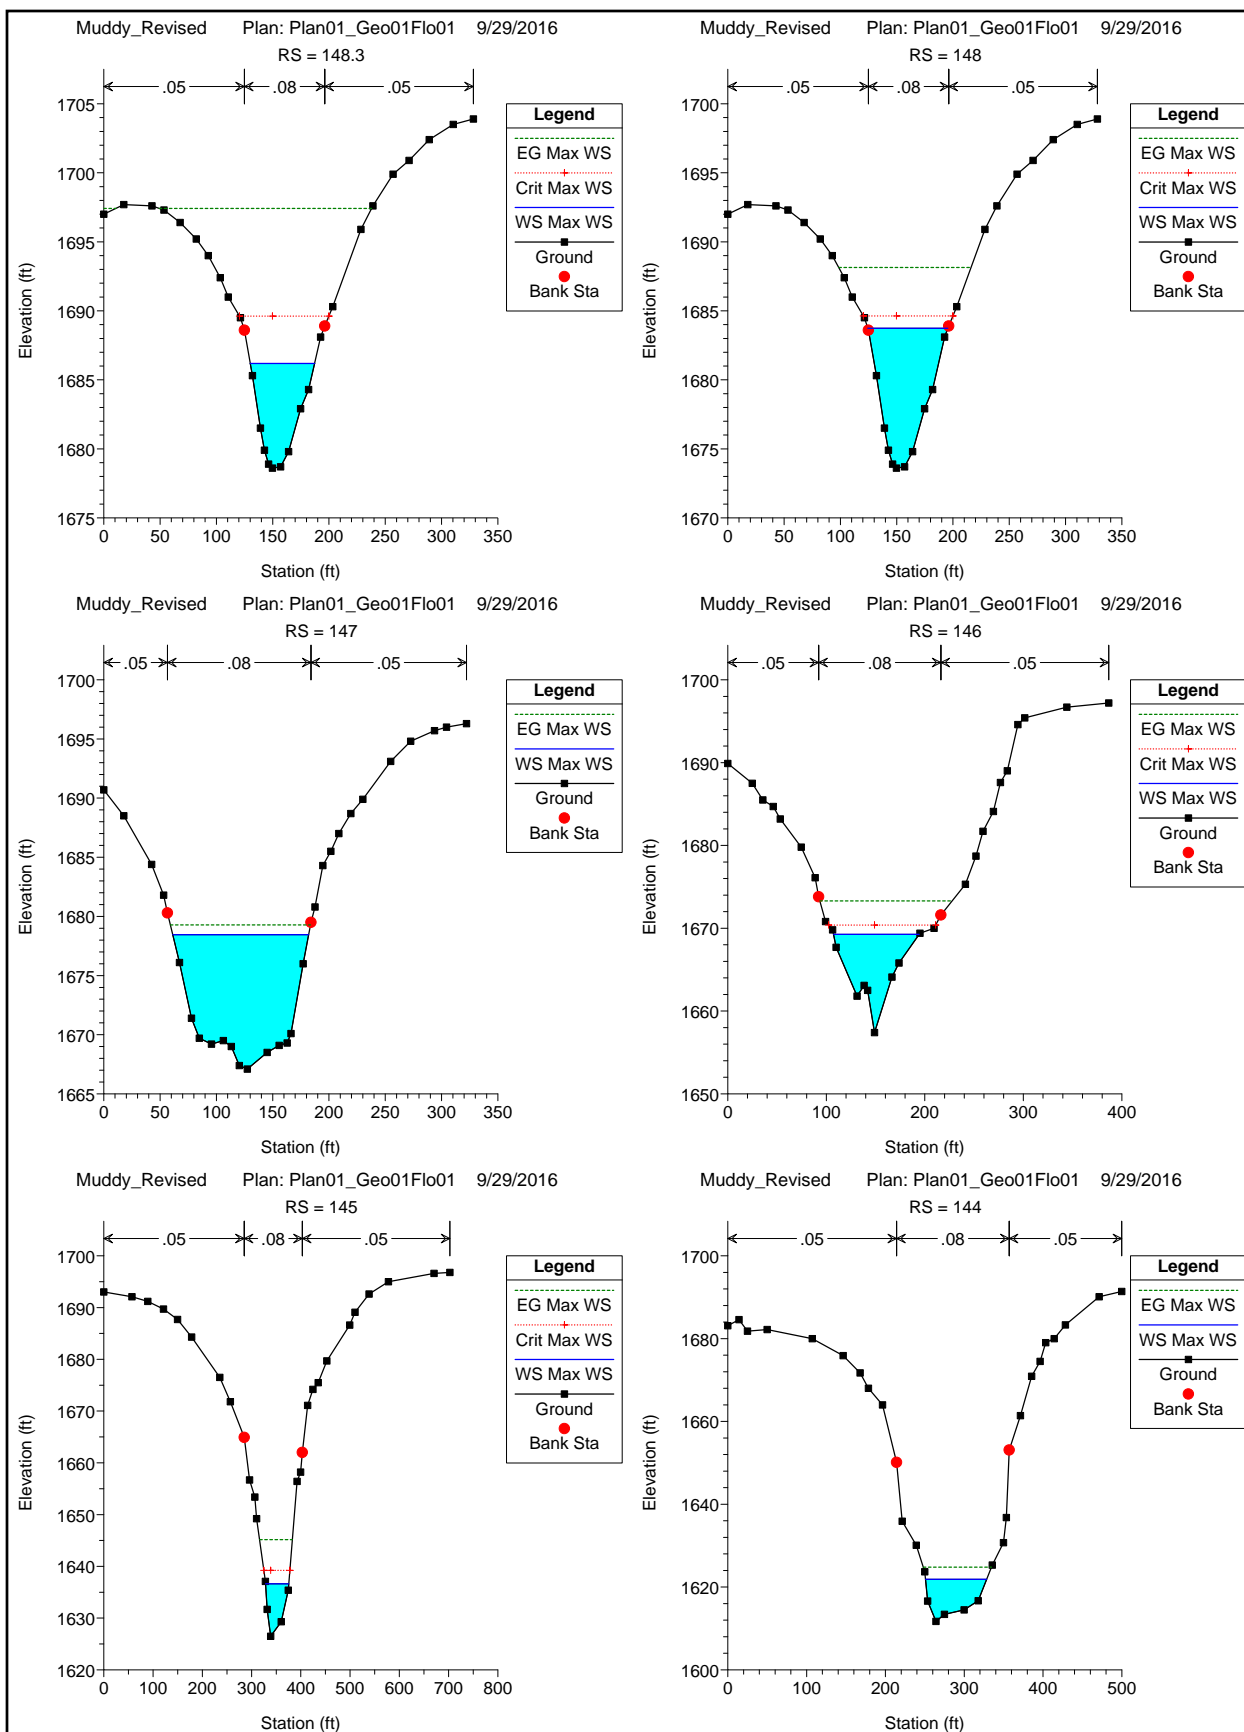 Muddy_Revised Plan: Plan01_Geo01Flo01 9/29/2016
RS = 148.3
.05 .08 .05
1705
1700
1695
1690
1685
1680
1675
Elevation (ft)
0 50 100 150 200 250 300 350
Station (ft)
Legend
EG Max WS
Crit Max WS
WS Max WS
Ground
Bank Sta
Muddy_Revised Plan: Plan01_Geo01Flo01 9/29/2016
RS = 148
.05 .08 .05
1700
1695
1690
1685
1680
1675
1670
Elevation (ft)
0 50 100 150 200 250 300 350
Station (ft)
Legend
EG Max WS
Crit Max WS
WS Max WS
Ground
Bank Sta
Muddy_Revised Plan: Plan01_Geo01Flo01 9/29/2016
RS = 147
.05 .08 .05
1700
1695
1690
1685
1680
1675
1670
1665
Elevation (ft)
0 50 100 150 200 250 300 350
Station (ft)
Legend
EG Max WS
WS Max WS
Ground
Bank Sta
Muddy_Revised Plan: Plan01_Geo01Flo01 9/29/2016
RS = 146
.05 .08 .05
1700
1690
1680
1670
1660
1650
Elevation (ft)
0 100 200 300 400
Station (ft)
Legend
EG Max WS
Crit Max WS
WS Max WS
Ground
Bank Sta
Muddy_Revised Plan: Plan01_Geo01Flo01 9/29/2016
RS = 145
.05 .08 .05
1700
1690
1680
1670
1660
1650
1640
1630
1620
Elevation (ft)
0 100 200 300 400 500 600 700 800
Station (ft)
Legend
EG Max WS
Crit Max WS
WS Max WS
Ground
Bank Sta
Muddy_Revised Plan: Plan01_Geo01Flo01 9/29/2016
RS = 144
.05 .08 .05
1700
1680
1660
1640
1620
1600
Elevation (ft)
0 100 200 300 400 500
Station (ft)
Legend
EG Max WS
WS Max WS
Ground
Bank Sta